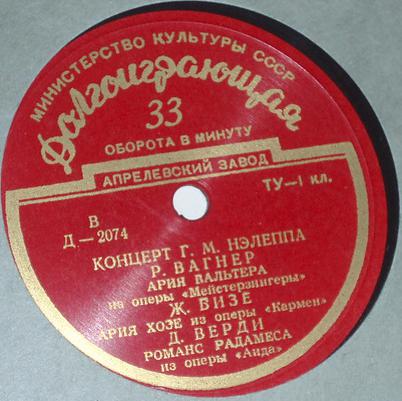 МИНИСТЕРСТВО КУЛЬТУРЫ СССР
Долгоиграющая
33
ОБОРОТА В МИНУТУ
АПРЕЛЕВСКИЙ ЗАВОД
ТУ—I кл.
В
Д—2074
КОНЦЕРТ Г. М. НЭЛЕППА
Р. ВАГНЕР
АРИЯ ВАЛЬТЕРА
из оперы «Мейстерзингеры»
Ж. БИЗЕ
АРИЯ ХОЗЕ из оперы «Кармен»
Д. ВЕРДИ
РОМАНС РАДАМЕСА
из оперы «Аида»